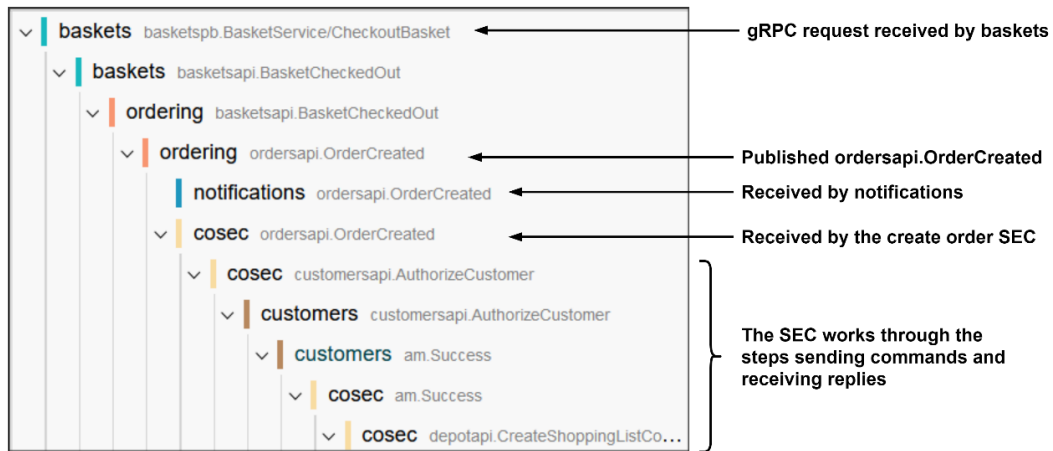 baskets basketspb.BasketService/CheckoutBasket
gRPC request received by baskets
baskets basketsapi.BasketCheckedOut
ordering basketsapi.BasketCheckedOut
ordering ordersapi.OrderCreated
Published ordersapi.OrderCreated
notifications ordersapi.OrderCreated
Received by notifications
cosec ordersapi.OrderCreated
Received by the create order SEC
cosec customersapi.AuthorizeCustomer
customers customersapi.AuthorizeCustomer
customers am.Success
cosec am.Success
cosec depotapi.CreateShoppingListCo...
The SEC works through the
steps sending commands and
receiving replies